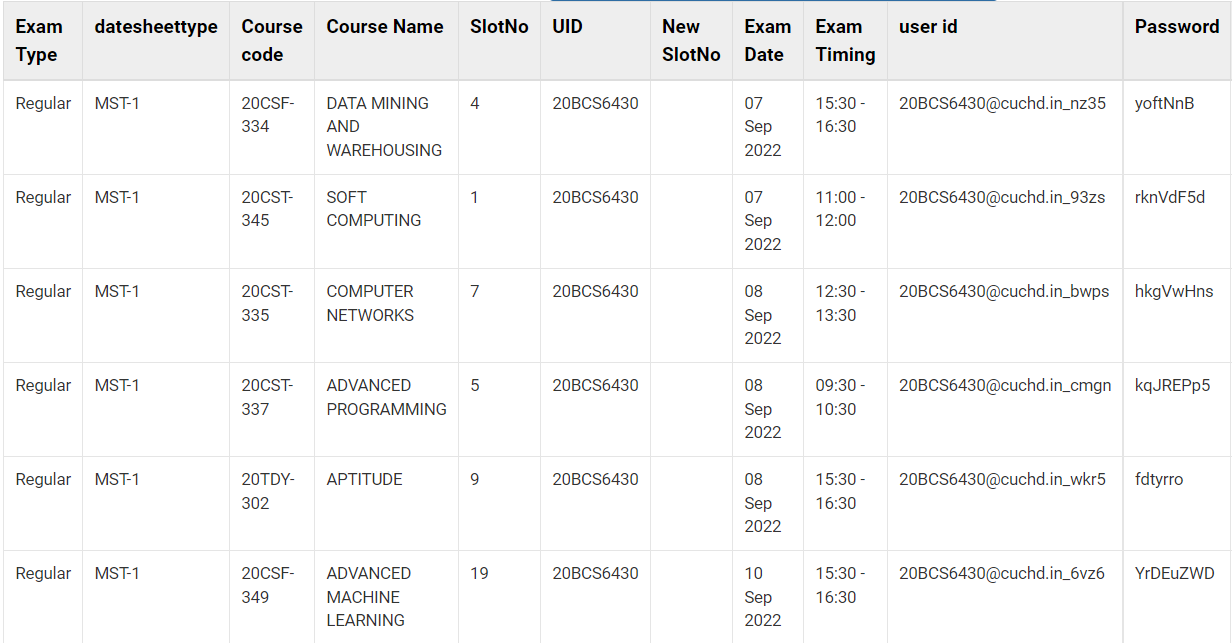 Exam Type datesheettype Course code Course Name SlotNo UID New SlotNo Exam Date Exam Timing user id Password
Regular MST-1 20CSF-334 DATA MINING AND WAREHOUSING 4 20BCS6430 07 Sep 2022 15:30 - 16:30 20BCS6430@cuchd.in_nz35 yoftNnB
Regular MST-1 20CST-345 SOFT COMPUTING 1 20BCS6430 07 Sep 2022 11:00 - 12:00 20BCS6430@cuchd.in_93zs rknVdF5d
Regular MST-1 20CST-335 COMPUTER NETWORKS 7 20BCS6430 08 Sep 2022 12:30 - 13:30 20BCS6430@cuchd.in_bwps hkgVwHns
Regular MST-1 20CST-337 ADVANCED PROGRAMMING 5 20BCS6430 08 Sep 2022 09:30 - 10:30 20BCS6430@cuchd.in_cmgn kqJREPp5
Regular MST-1 20TDY-302 APTITUDE 9 20BCS6430 08 Sep 2022 15:30 - 16:30 20BCS6430@cuchd.in_wkr5 fdtyrro
Regular MST-1 20CSF-349 ADVANCED MACHINE LEARNING 19 20BCS6430 10 Sep 2022 15:30 - 16:30 20BCS6430@cuchd.in_6vz6 YrDEuZWD